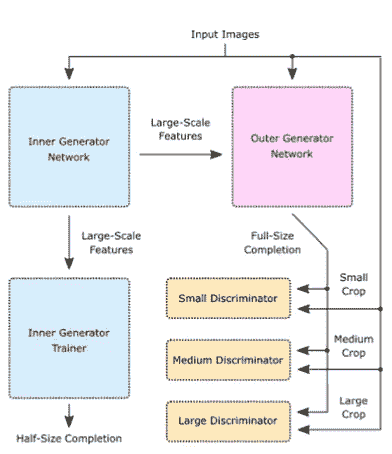 Input Images
Inner Generator
Network
Large-Scale
Features
Outer Generator
Network
Large-Scale
Features
Full-Size
Completion
Inner Generator
Trainer
Small Discriminator
Small
Crop
Medium Discriminator
Medium
Crop
Large Discriminator
Large
Crop
Half-Size Completion